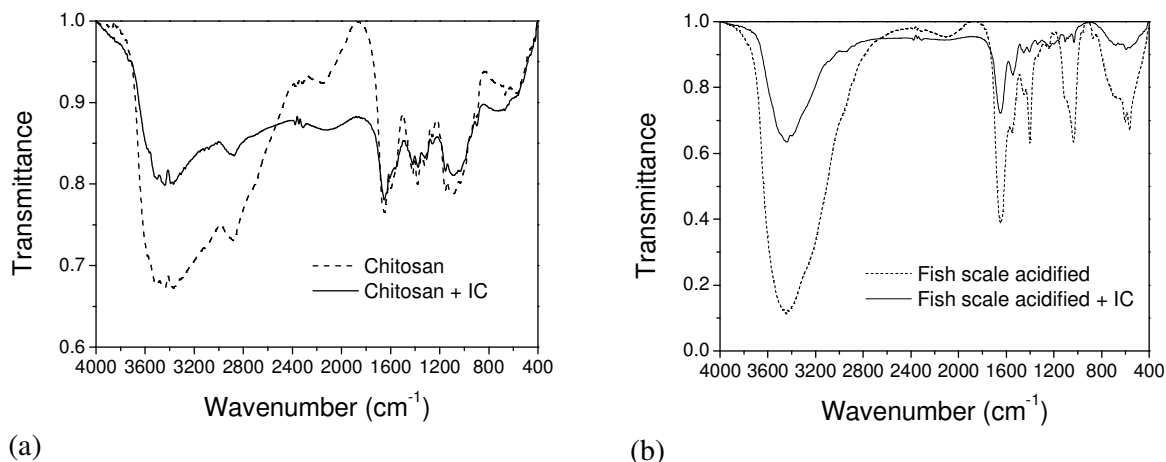 1.0
0.9
0.8
0.7
0.6
Transmittance
Chitosan
Chitosan + IC
4000 3600 3200 2800 2400 2000 1600 1200 800 400
Wavenumber (cm⁻¹)
(a)
1.0
0.8
0.6
0.4
0.2
0.0
Transmittance
Fish scale acidified
Fish scale acidified + IC
4000 3600 3200 2800 2400 2000 1600 1200 800 400
Wavenumber (cm⁻¹)
(b)